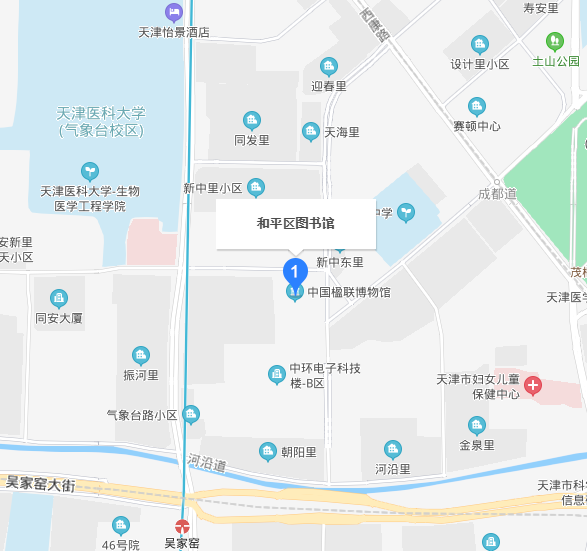 寿安里
天津怡景酒店
西康路
设计里小区
土山公园
迎春里
天津医科大学
(气象台校区)
同发里
天海里
赛顿中心
天津医科大学-生物
医学工程学院
新中里小区
成都道
中学
和平区图书馆
安新里
天小区
新中东里
1
中国楹联博物馆
天津医学
同安大厦
振河里
中环电子科技
楼-B区
天津市妇女儿童
保健中心
气象台路小区
金泉里
河沿道
朝阳里
河沿里
吴家窑大街
天津市科
信息
46号院
吴家窑